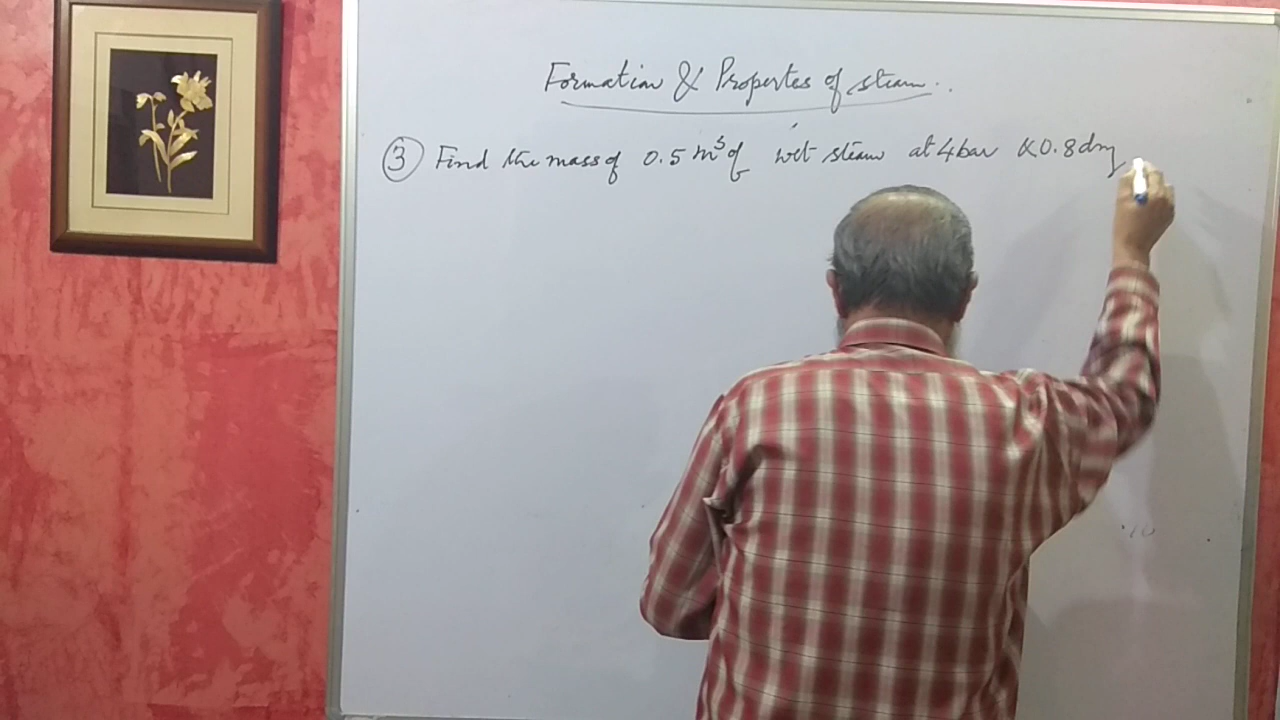 Formation & Propertes of steam.
③ Find the mass of 0.5 m³ of wet steam at 4 bar & 0.8 dry